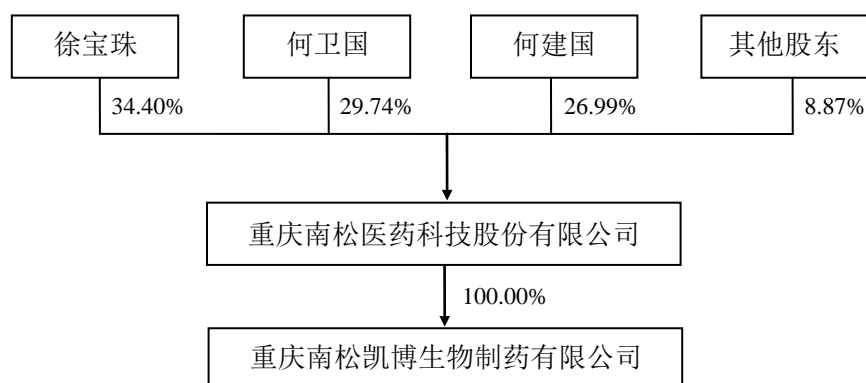 徐宝珠 何卫国 何建国 其他股东
34.40% 29.74% 26.99% 8.87%
重庆南松医药科技股份有限公司
100.00%
重庆南松凯博生物制药有限公司